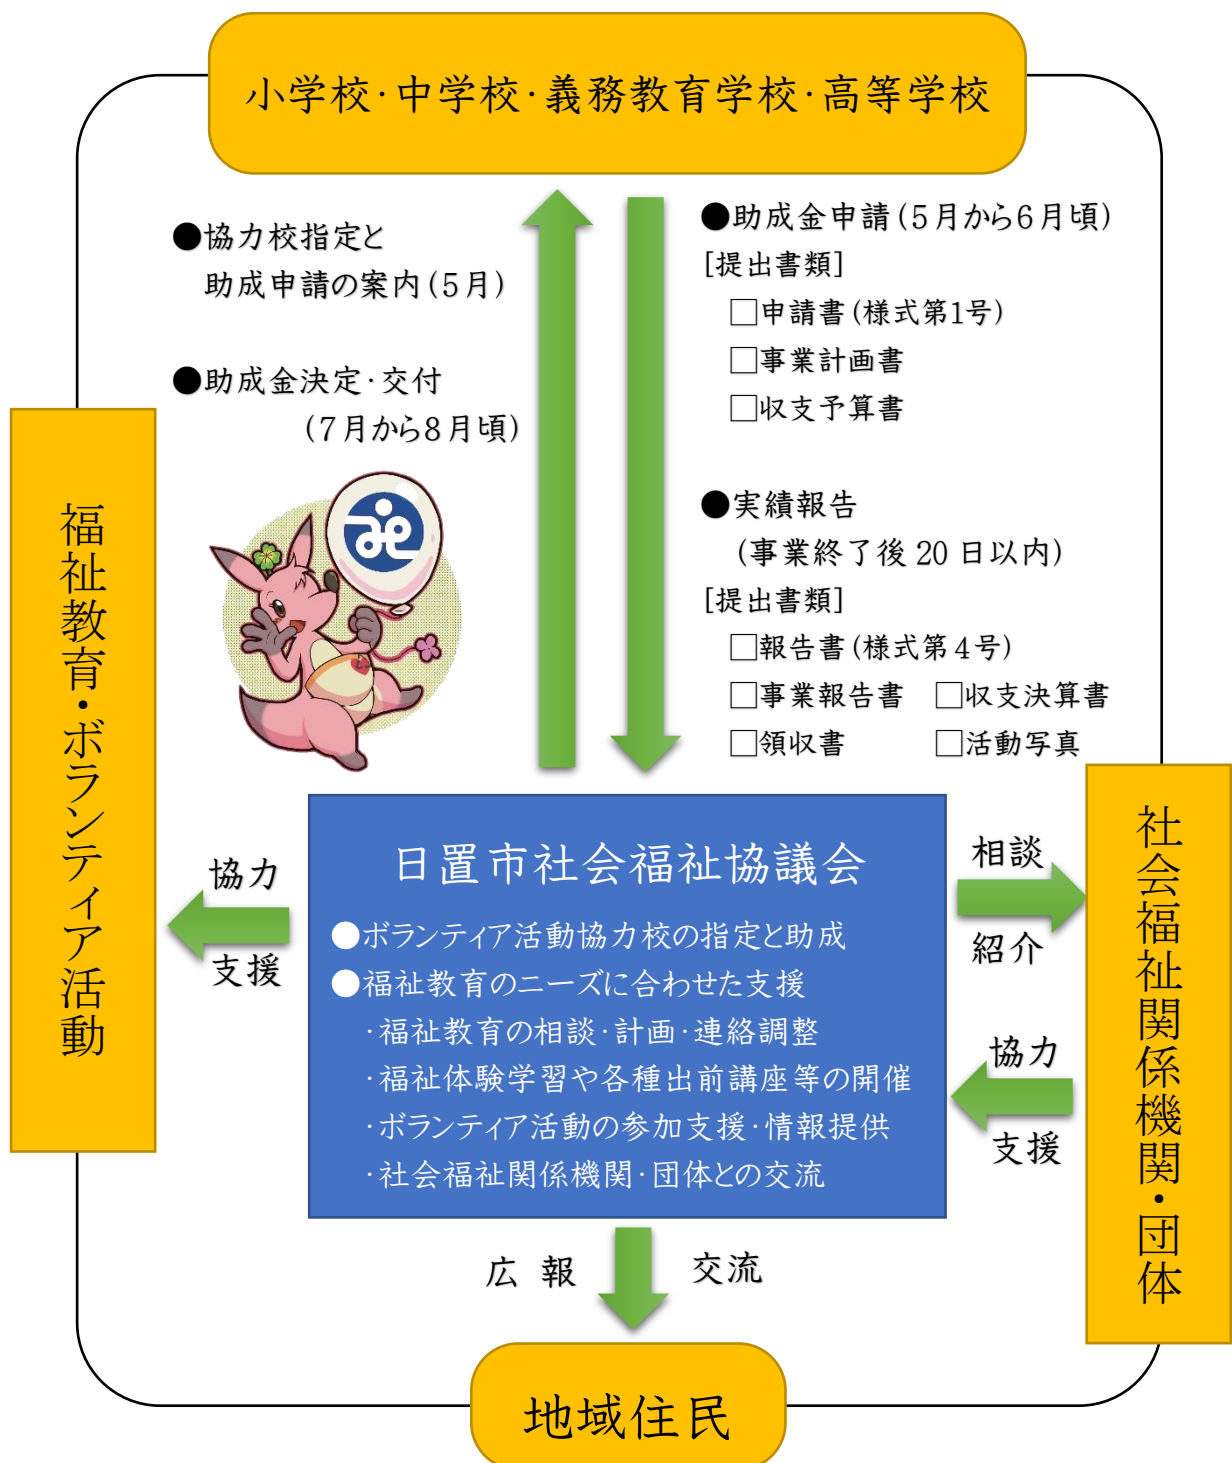 小学校·中学校·義務教育学校·高等学校
●協力校指定と
助成申請の案内(5月)
●助成金決定·交付
(7月から8月頃)
●助成金申請(5月から6月頃)
[提出書類]
□申請書(様式第1号)
□事業計画書
□収支予算書
●実績報告
(事業終了後20日以内)
[提出書類]
□報告書(様式第4号)
□事業報告書 □収支決算書
□領収書 □活動写真
福祉教育・ボランティア活動
協力
支援
日置市社会福祉協議会
●ボランティア活動協力校の指定と助成
●福祉教育のニーズに合わせた支援
·福祉教育の相談·計画·連絡調整
·福祉体験学習や各種出前講座等の開催
·ボランティア活動の参加支援·情報提供
·社会福祉関係機関·団体との交流
相談
紹介
協力
支援
社会福祉関係機関・団体
広 報 交流
地域住民